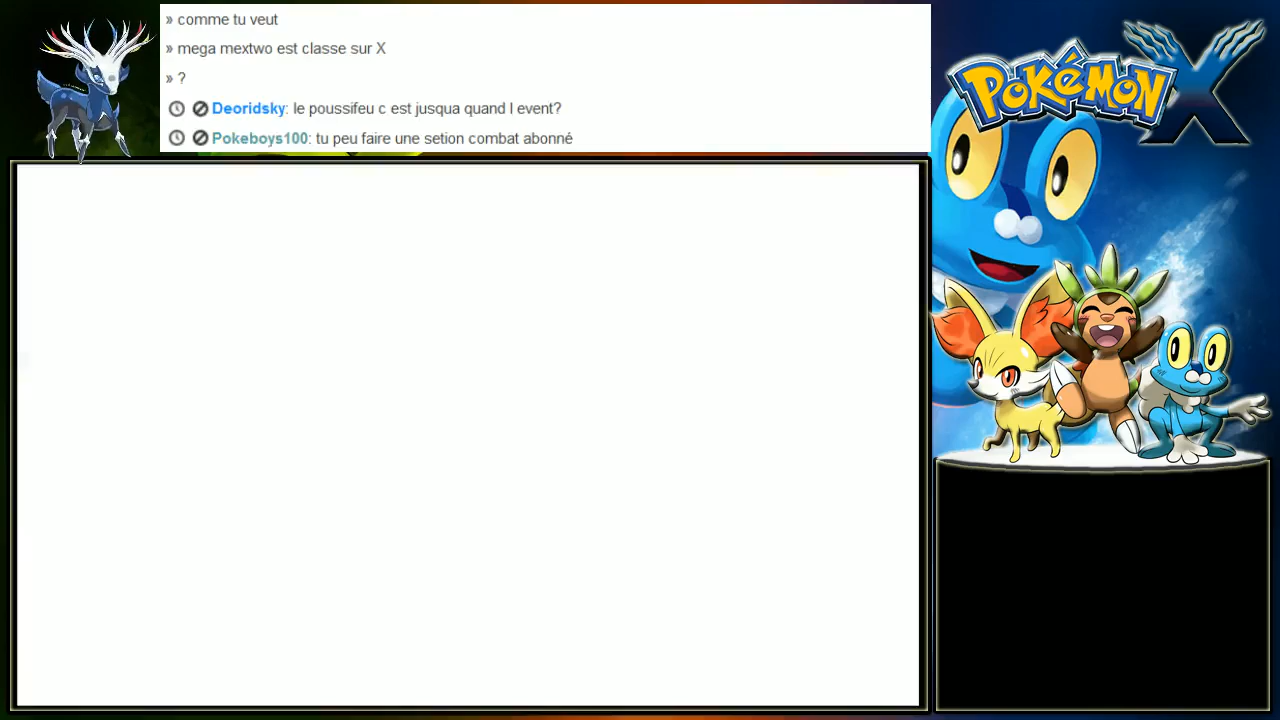 » comme tu veut
» mega mextwo est classe sur X
» ?
Deoridsky: le poussifeu c est jusqua quand l event?
Pokeboys100: tu peu faire une setion combat abonné
POKéMON X